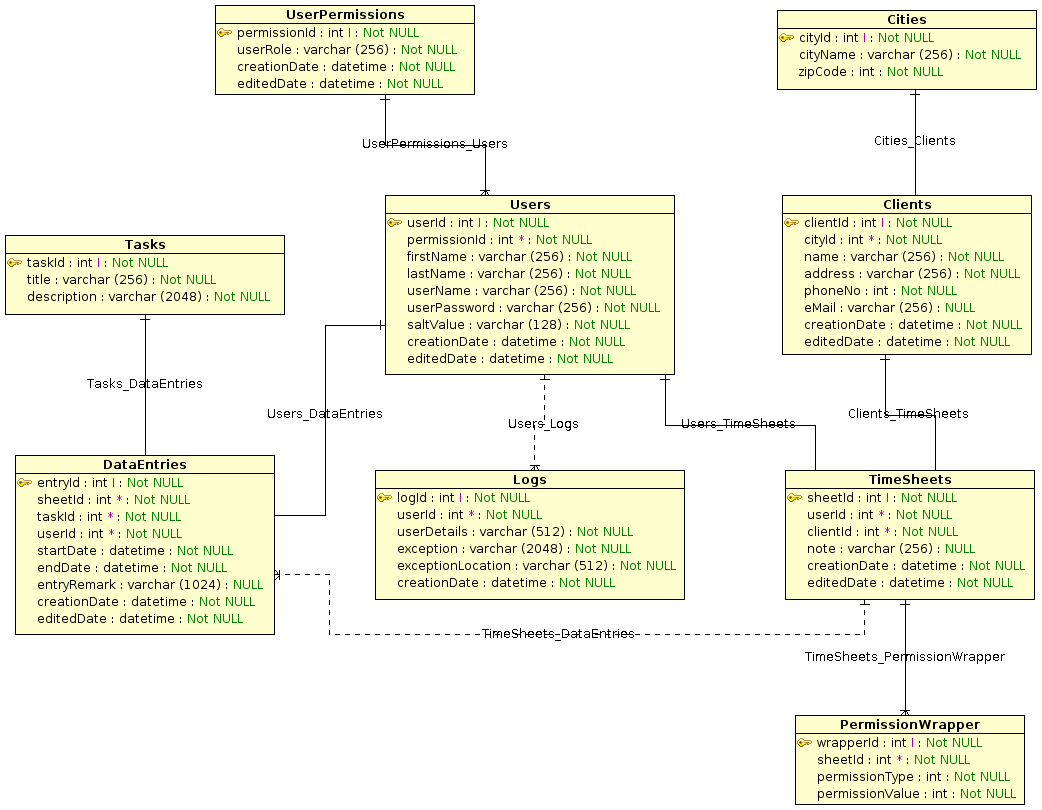 UserPermissions
permissionId : int I : Not NULL
userRole : varchar (256) : Not NULL
creationDate : datetime : Not NULL
editedDate : datetime : Not NULL
Cities
cityId : int I : Not NULL
cityName : varchar (256) : Not NULL
zipCode : int : Not NULL
UserPermissions_Users
Cities_Clients
Users
userId : int I : Not NULL
permissionId : int * : Not NULL
firstName : varchar (256) : Not NULL
lastName : varchar (256) : Not NULL
userName : varchar (256) : Not NULL
userPassword : varchar (256) : Not NULL
saltValue : varchar (128) : Not NULL
creationDate : datetime : Not NULL
editedDate : datetime : Not NULL
Clients
clientId : int I : Not NULL
cityId : int * : Not NULL
name : varchar (256) : Not NULL
address : varchar (256) : Not NULL
phoneNo : int : Not NULL
eMail : varchar (256) : Not NULL
creationDate : datetime : Not NULL
editedDate : datetime : Not NULL
Tasks
taskId : int I : Not NULL
title : varchar (256) : Not NULL
description : varchar (2048) : Not NULL
Tasks_DataEntries
Users_DataEntries
Users_Logs
Users_TimeSheets
Clients_TimeSheets
DataEntries
entryId : int I : Not NULL
sheetId : int * : Not NULL
taskId : int * : Not NULL
userId : int * : Not NULL
startDate : datetime : Not NULL
endDate : datetime : Not NULL
entryRemark : varchar (1024) : NULL
creationDate : datetime : Not NULL
editedDate : datetime : Not NULL
Logs
logId : int I : Not NULL
userId : int * : Not NULL
userDetails : varchar (512) : Not NULL
exception : varchar (2048) : Not NULL
exceptionLocation : varchar (512) : Not NULL
creationDate : datetime : Not NULL
TimeSheets
sheetId : int I : Not NULL
userId : int * : Not NULL
clientId : int * : Not NULL
note : varchar (256) : NULL
creationDate : datetime : Not NULL
editedDate : datetime : Not NULL
TimeSheets_DataEntries
TimeSheets_PermissionWrapper
PermissionWrapper
wrapperId : int I : Not NULL
sheetId : int * : Not NULL
permissionType : int : Not NULL
permissionValue : int : Not NULL